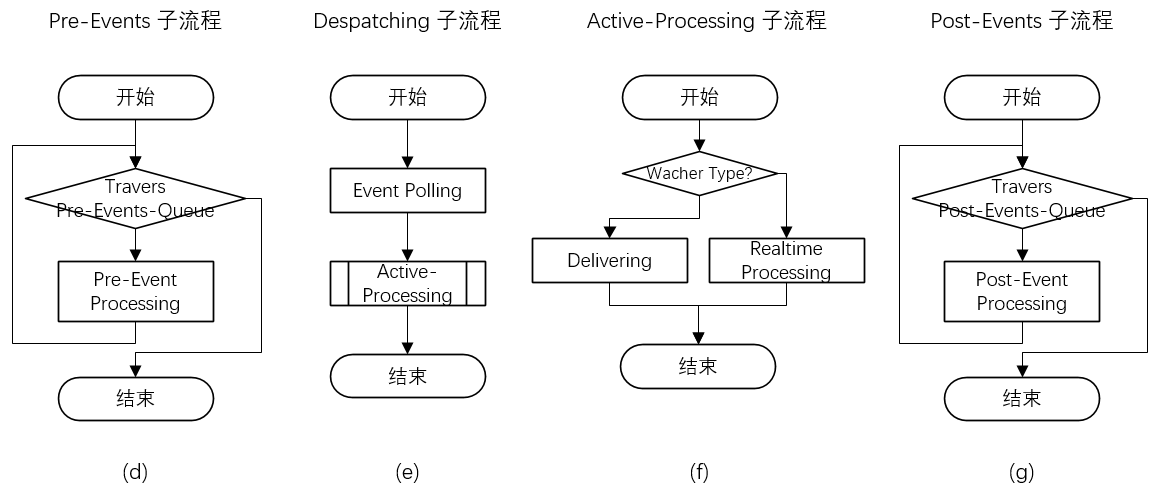 Pre-Events 子流程
Despatching 子流程
Active-Processing 子流程
Post-Events 子流程
开始
Travers
Pre-Events-Queue
Pre-Event
Processing
结束
(d)
开始
Event Polling
Active-
Processing
结束
(e)
开始
Wacher Type?
Delivering
Realtime
Processing
结束
(f)
开始
Travers
Post-Events-Queue
Post-Event
Processing
结束
(g)